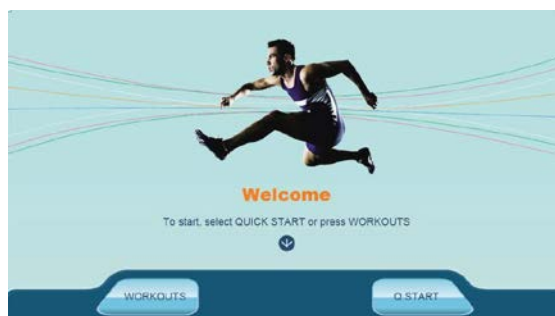 Welcome
To start, select QUICK START or press WORKOUTS
WORKOUTS
Q START